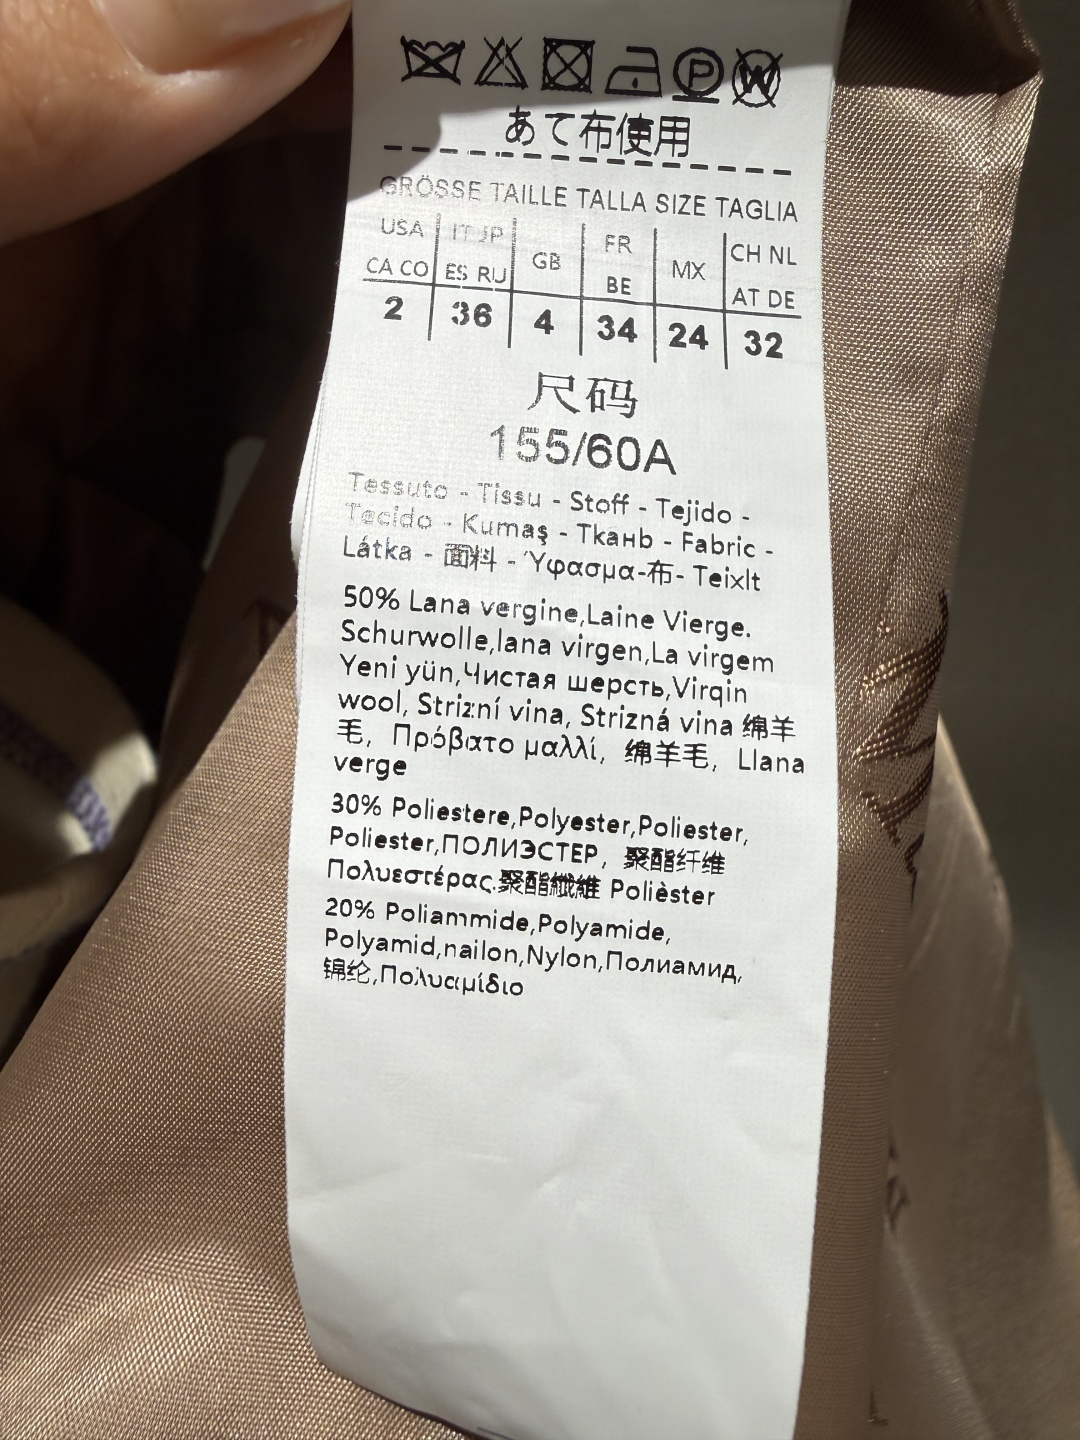 P W
あて布使用
GRÖSSE TAILLE TALLA SIZE TAGLIA
USA IT JP GB FR MX CH NL
CA CO ES RU BE AT DE
2 36 4 34 24 32
尺码
155/60A
Tessuto - Tissu - Stoff - Tejido -
Tecido - Kumaş - Ткань - Fabric -
Látka - 面料 - Ύφασμα-布- Teixlt
50% Lana vergine,Laine Vierge.
Schurwolle,lana virgen,La virgem
Yeni yün,Чистая шерсть,Virqin
wool, Strizní vina, Strizná vina 绵羊
毛, Πρόβατο μαλλί, 绵羊毛, Llana
verge
30% Poliestere,Polyester,Poliester,
Poliester,ПОЛИЭСТЕР, 聚酯纤维
Πολυεστέρας.聚酯纖維 Polièster
20% Poliammide,Polyamide,
Polyamid,nailon,Nylon,Полиамид,
锦纶,Πολυαμίδιο